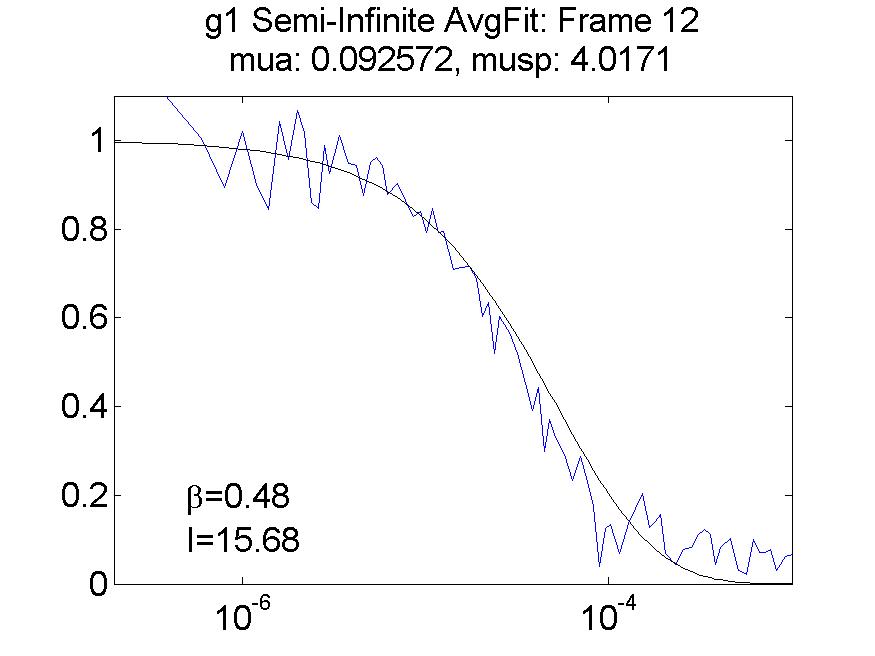 g1 Semi-Infinite AvgFit: Frame 12
mua: 0.092572, musp: 4.0171
1
0.8
0.6
0.4
0.2
0
β=0.48
I=15.68
10^-6
10^-4